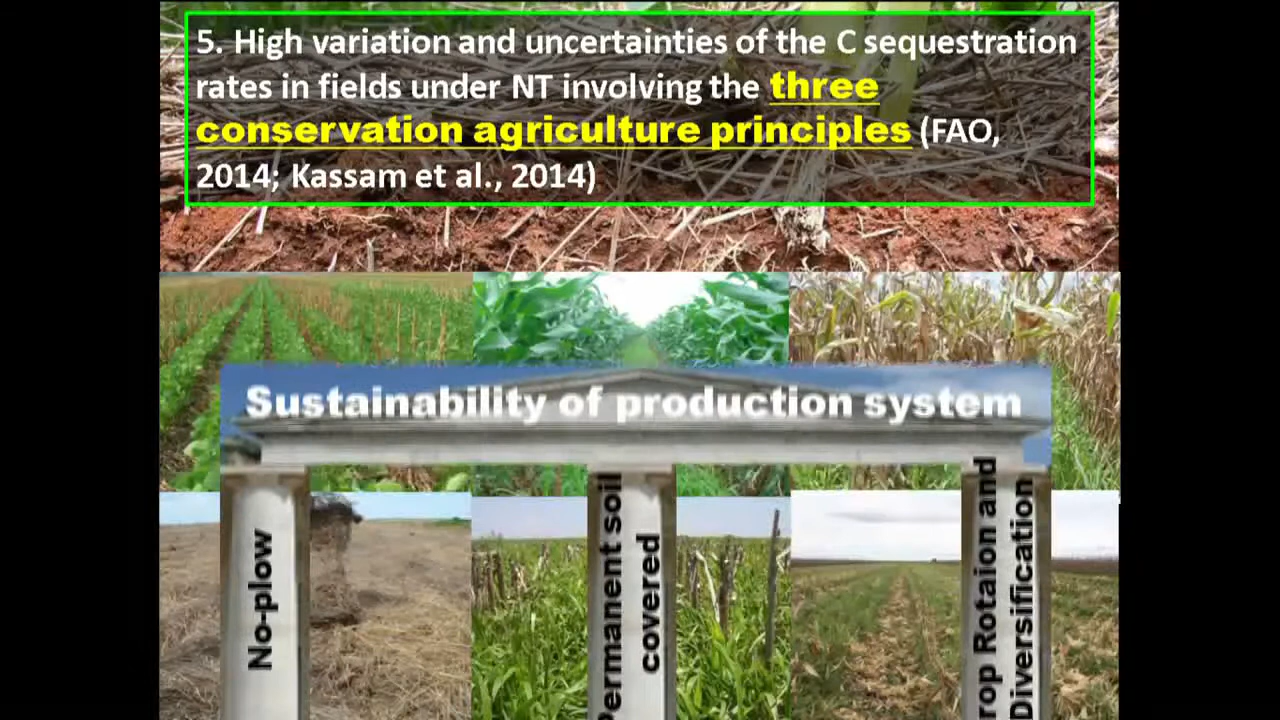 5. High variation and uncertainties of the C sequestration
rates in fields under NT involving the three
conservation agriculture principles (FAO,
2014; Kassam et al., 2014)
Sustainability of production system
No-plow
Permanent soil
covered
rop Rotaion and
Diversification